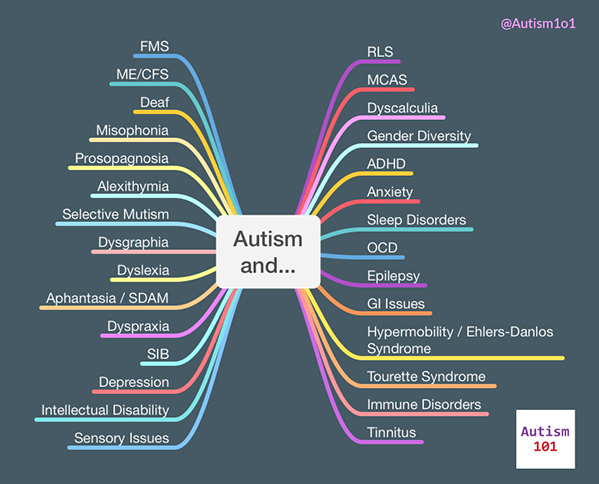 @Autism1o1
FMS
ME/CFS
Deaf
Misophonia
Prosopagnosia
Alexithymia
Selective Mutism
Dysgraphia
Dyslexia
Aphantasia / SDAM
Dyspraxia
SIB
Depression
Intellectual Disability
Sensory Issues
Autism
and...
RLS
MCAS
Dyscalculia
Gender Diversity
ADHD
Anxiety
Sleep Disorders
OCD
Epilepsy
GI Issues
Hypermobility / Ehlers-Danlos
Syndrome
Tourette Syndrome
Immune Disorders
Tinnitus
Autism
101